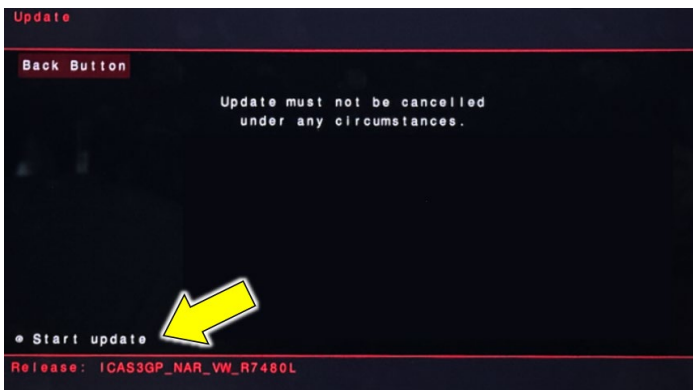 Update
Back Button
Update must not be cancelled
under any circumstances.
Start update
Release: ICAS3GP_NAR_VW_R7480L